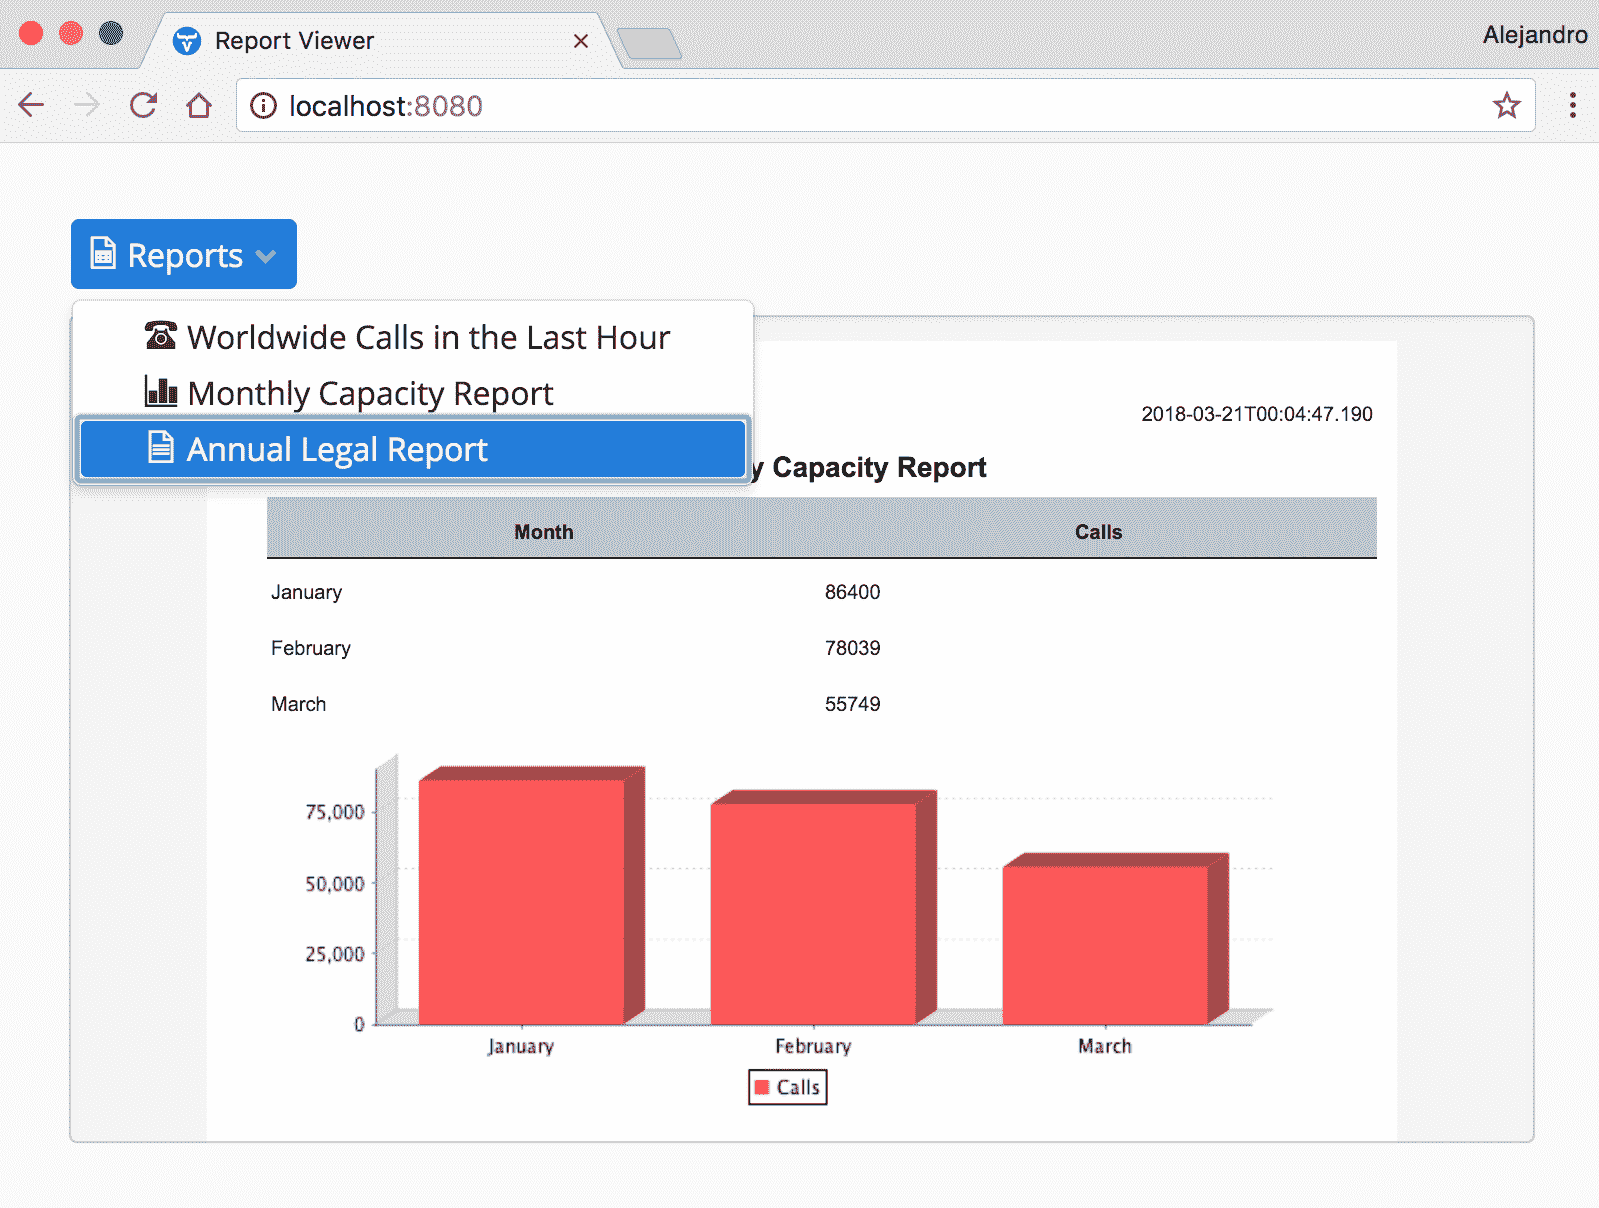 Report Viewer
Alejandro
localhost:8080
Reports
Worldwide Calls in the Last Hour
Monthly Capacity Report
Annual Legal Report
2018-03-21T00:04:47.190
y Capacity Report
Month Calls
January 86400
February 78039
March 55749
75,000
50,000
25,000
0
January February March
Calls